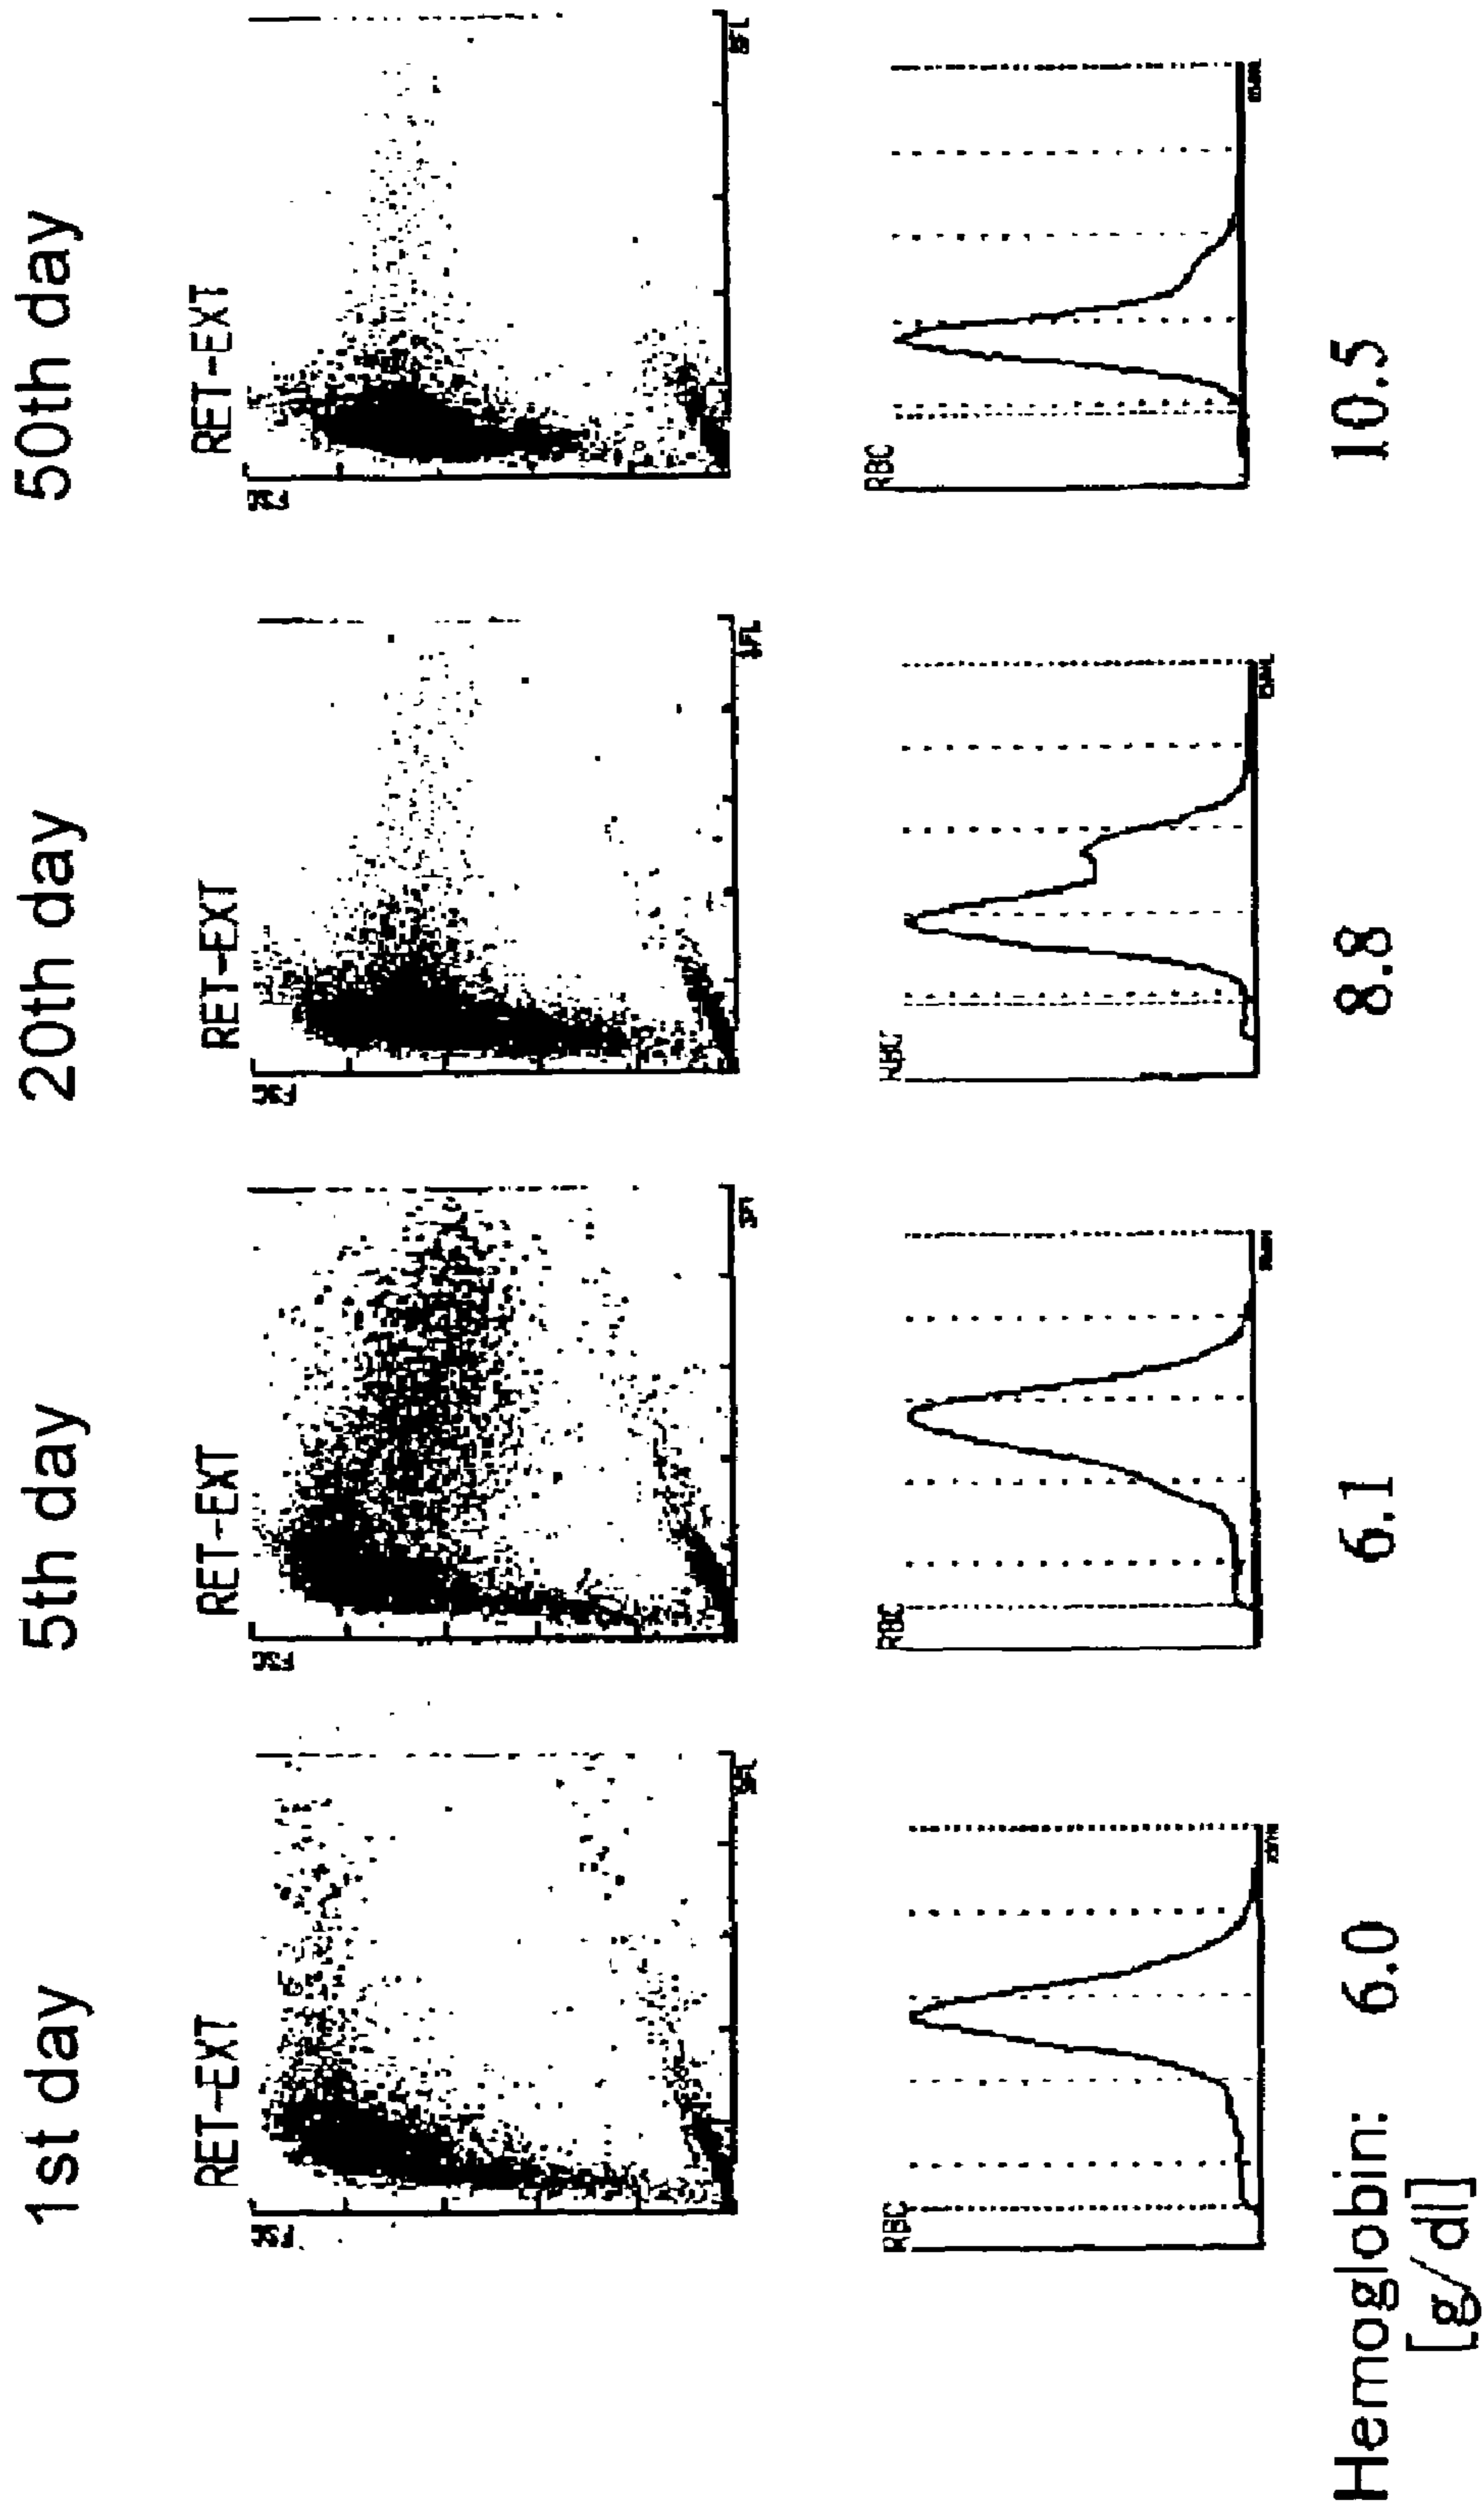 1st day
5th day
20th day
50th day
RET-EXT
RET-EXT
RET-EXT
RET-EXT
RBC
RBC
RBC
Hemoglobin: 6.0 6.1 8.8 10.5
[g/dl]